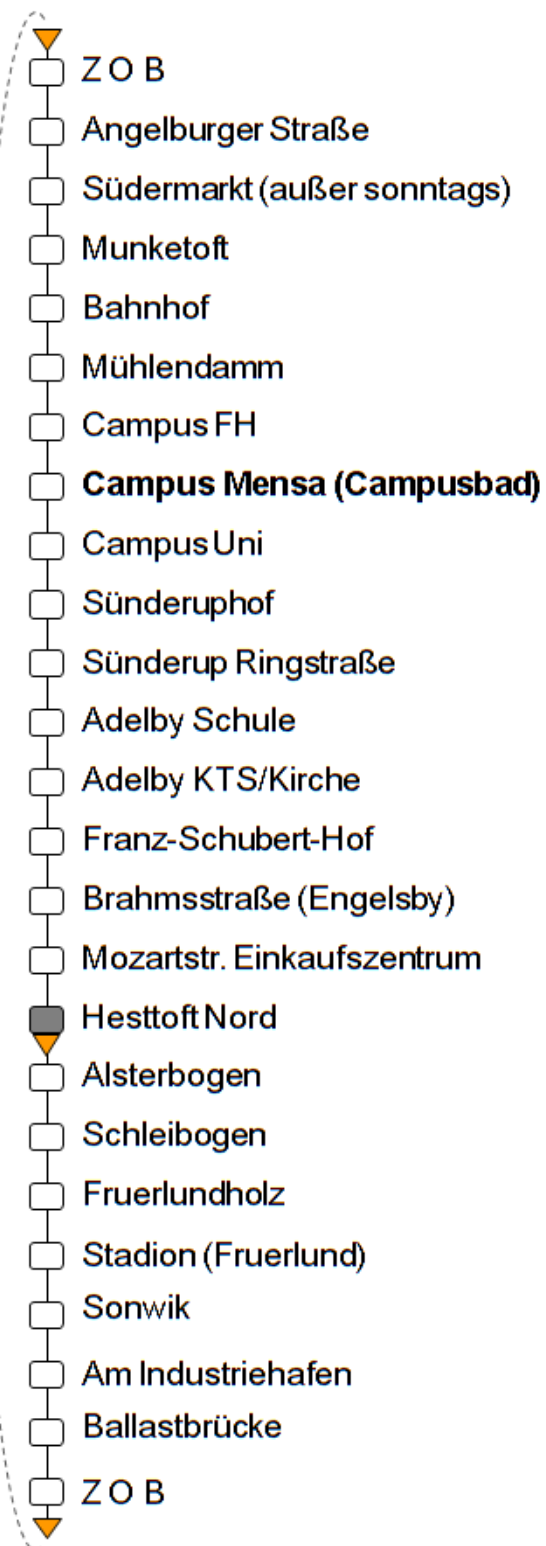 Z O B
Angelburger Straße
Südermarkt (außer sonntags)
Munketoft
Bahnhof
Mühlendamm
Campus FH
Campus Mensa (Campusbad)
Campus Uni
Sünderuphof
Sünderup Ringstraße
Adelby Schule
Adelby KTS/Kirche
Franz-Schubert-Hof
Brahmsstraße (Engelsby)
Mozartstr. Einkaufszentrum
Hesttoft Nord
Alsterbogen
Schleibogen
Fruerlundholz
Stadion (Fruerlund)
Sonwik
Am Industriehafen
Ballastbrücke
Z O B